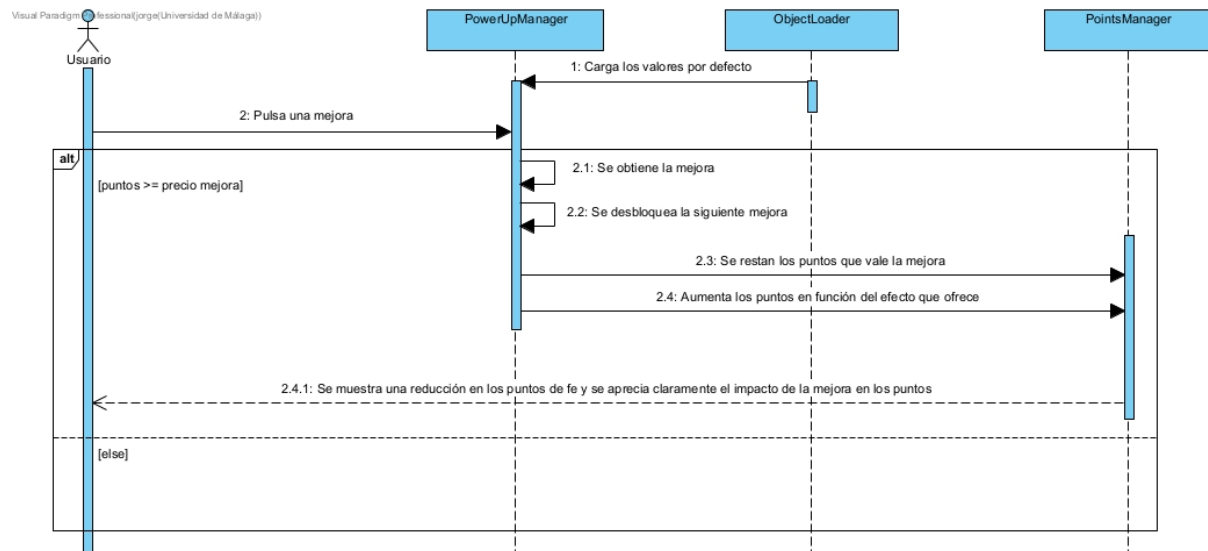 Visual Paradigm Professional(jorge(Universidad de Málaga))
Usuario
PowerUpManager
ObjectLoader
PointsManager
1: Carga los valores por defecto
2: Pulsa una mejora
alt
[puntos >= precio mejora]
2.1: Se obtiene la mejora
2.2: Se desbloquea la siguiente mejora
2.3: Se restan los puntos que vale la mejora
2.4: Aumenta los puntos en función del efecto que ofrece
2.4.1: Se muestra una reducción en los puntos de fe y se aprecia claramente el impacto de la mejora en los puntos
[else]